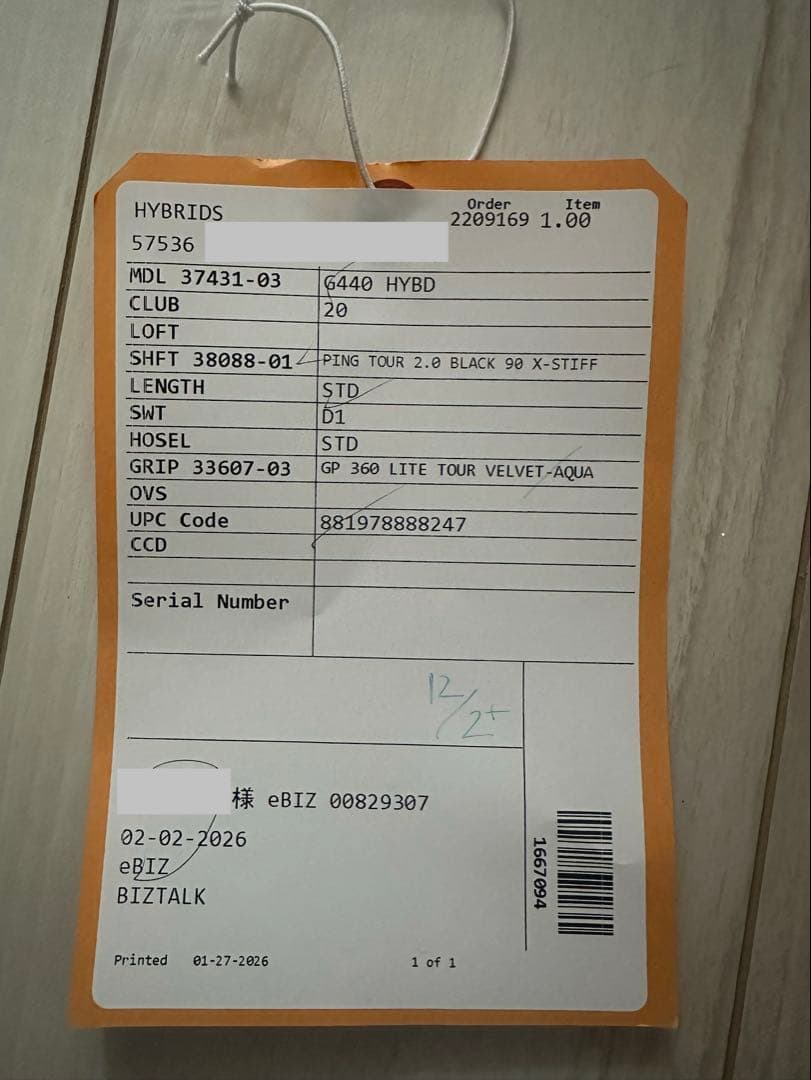 HYBRIDS
Order Item
57536 2209169 1.00
MDL 37431-03 G440 HYBD
CLUB 20
LOFT
SHFT 38088-01 PING TOUR 2.0 BLACK 90 X-STIFF
LENGTH STD
SWT D1
HOSEL STD
GRIP 33607-03 GP 360 LITE TOUR VELVET-AQUA
OVS
UPC Code 881978888247
CCD
Serial Number
12/2+
様 eBIZ 00829307
02-02-2026
eBIZ
BIZTALK
1667094
Printed 01-27-2026 1 of 1